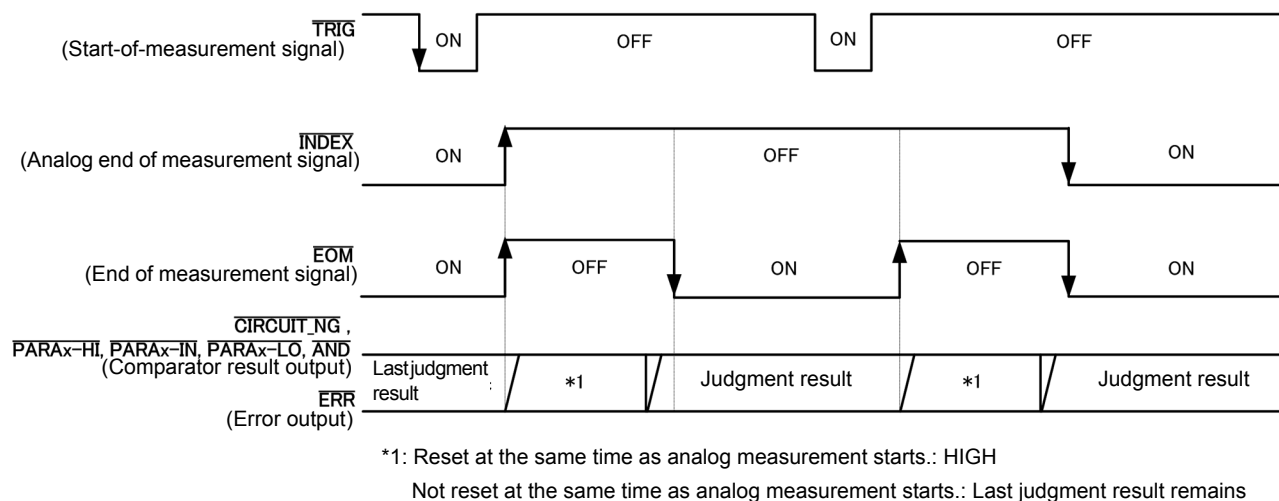 TRIG
(Start-of-measurement signal)
ON OFF ON OFF
INDEX
(Analog end of measurement signal)
ON OFF ON
EOM
(End of measurement signal)
ON OFF ON OFF ON
CIRCUIT_NG ,
PARAx-HI, PARAx-IN, PARAx-LO, AND
(Comparator result output)
ERR
(Error output)
Last judgment
result :
*1 Judgment result *1 Judgment result
*1: Reset at the same time as analog measurement starts.: HIGH
Not reset at the same time as analog measurement starts.: Last judgment result remains